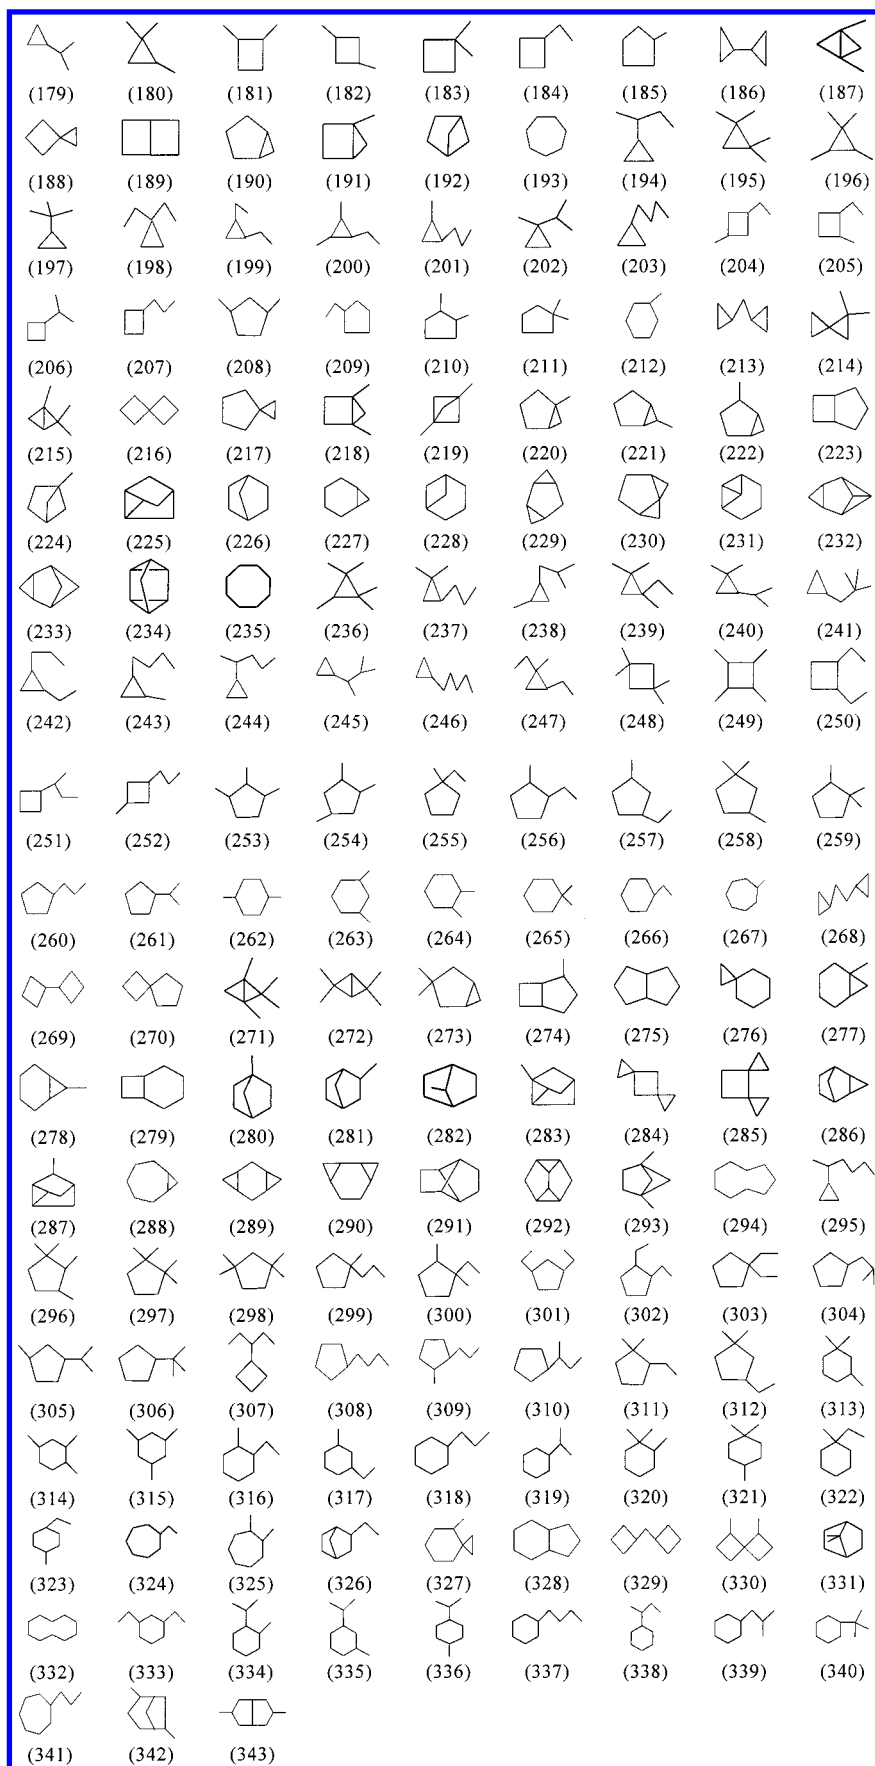 (179) (180) (181) (182) (183) (184) (185) (186) (187)
(188) (189) (190) (191) (192) (193) (194) (195) (196)
(197) (198) (199) (200) (201) (202) (203) (204) (205)
(206) (207) (208) (209) (210) (211) (212) (213) (214)
(215) (216) (217) (218) (219) (220) (221) (222) (223)
(224) (225) (226) (227) (228) (229) (230) (231) (232)
(233) (234) (235) (236) (237) (238) (239) (240) (241)
(242) (243) (244) (245) (246) (247) (248) (249) (250)
(251) (252) (253) (254) (255) (256) (257) (258) (259)
(260) (261) (262) (263) (264) (265) (266) (267) (268)
(269) (270) (271) (272) (273) (274) (275) (276) (277)
(278) (279) (280) (281) (282) (283) (284) (285) (286)
(287) (288) (289) (290) (291) (292) (293) (294) (295)
(296) (297) (298) (299) (300) (301) (302) (303) (304)
(305) (306) (307) (308) (309) (310) (311) (312) (313)
(314) (315) (316) (317) (318) (319) (320) (321) (322)
(323) (324) (325) (326) (327) (328) (329) (330) (331)
(332) (333) (334) (335) (336) (337) (338) (339) (340)
(341) (342) (343)